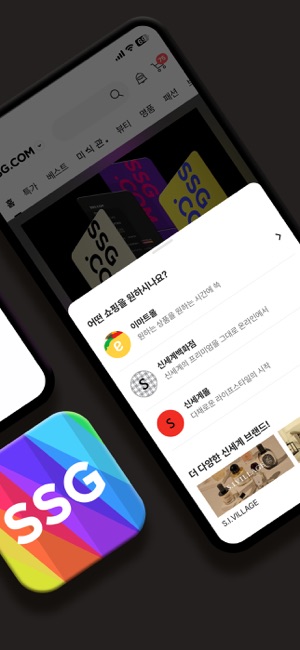 SG.COM
홈 특가 베스트 미식관 뷰티 명품 패션
SSG
.CO
SSG
.CO
SSG
.CO
어떤 쇼핑을 원하시나요?
이마트몰
원하는 상품을 원하는 시간에 쓱
신세계백화점
신세계의 프리미엄을 그대로 온라인에서
신세계몰
다채로운 라이프스타일의 시작
더 다양한 신세계 브랜드!
S.I.VILLAGE
SSG